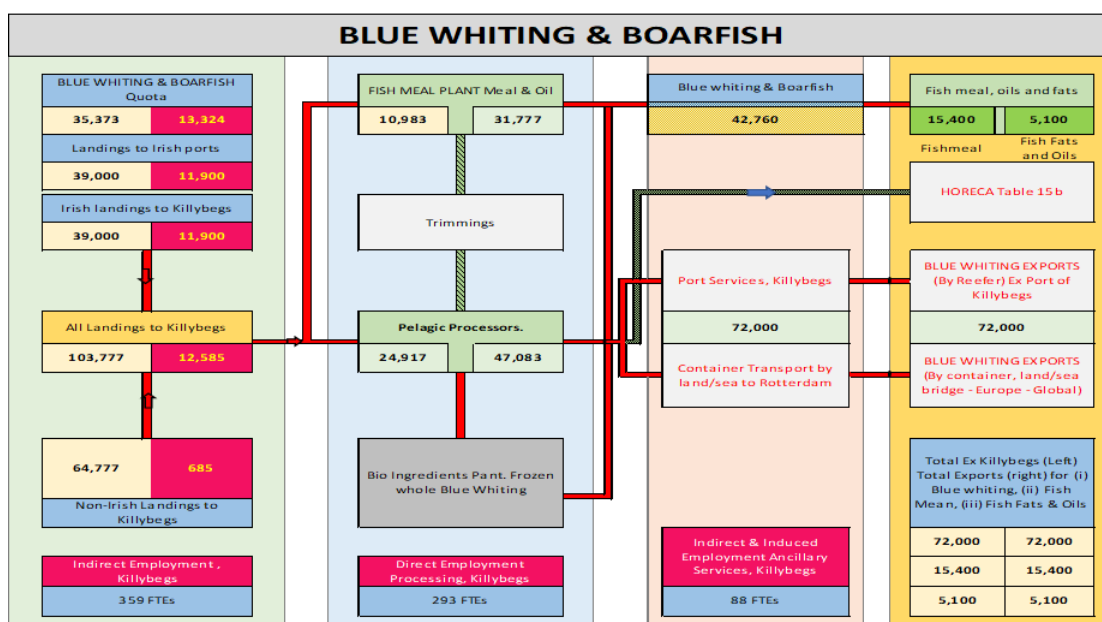 BLUE WHITING & BOARFISH
BLUE WHITING & BOARFISH
Quota
35,373 13,324
Landings to Irish ports
39,000 11,900
Irish landings to Killybegs
39,000 11,900
All Landings to Killybegs
103,777 12,585
64,777 685
Non-Irish Landings to
Killybegs
Indirect Employment ,
Killybegs
359 FTEs
FISH MEAL PLANT Meal & Oil
10,983 31,777
Trimmings
Pelagic Processors.
24,917 47,083
Bio Ingredients Pant. Frozen
whole Blue Whiting
Direct Employment
Processing, Killybegs
293 FTEs
Blue whiting & Boarfish
42,760
Port Services, Killybegs
72,000
Container Transport by
land/sea to Rotterdam
Indirect & Induced
Employment Ancillary
Services, Killybegs
88 FTEs
Fish meal, oils and fats
15,400 5,100
Fishmeal
Fish Fats
and Oils
HORECA Table 15b
BLUE WHITING EXPORTS
(By Reefer) Ex Port of
Killybegs
72,000
BLUE WHITING EXPORTS
(By container, land/sea
bridge - Europe - Global)
Total Ex Killybegs (Left)
Total Exports (right) for (i)
Blue whiting, (ii) Fish
Mean, (iii) Fish Fats & Oils
72,000 72,000
15,400 15,400
5,100 5,100